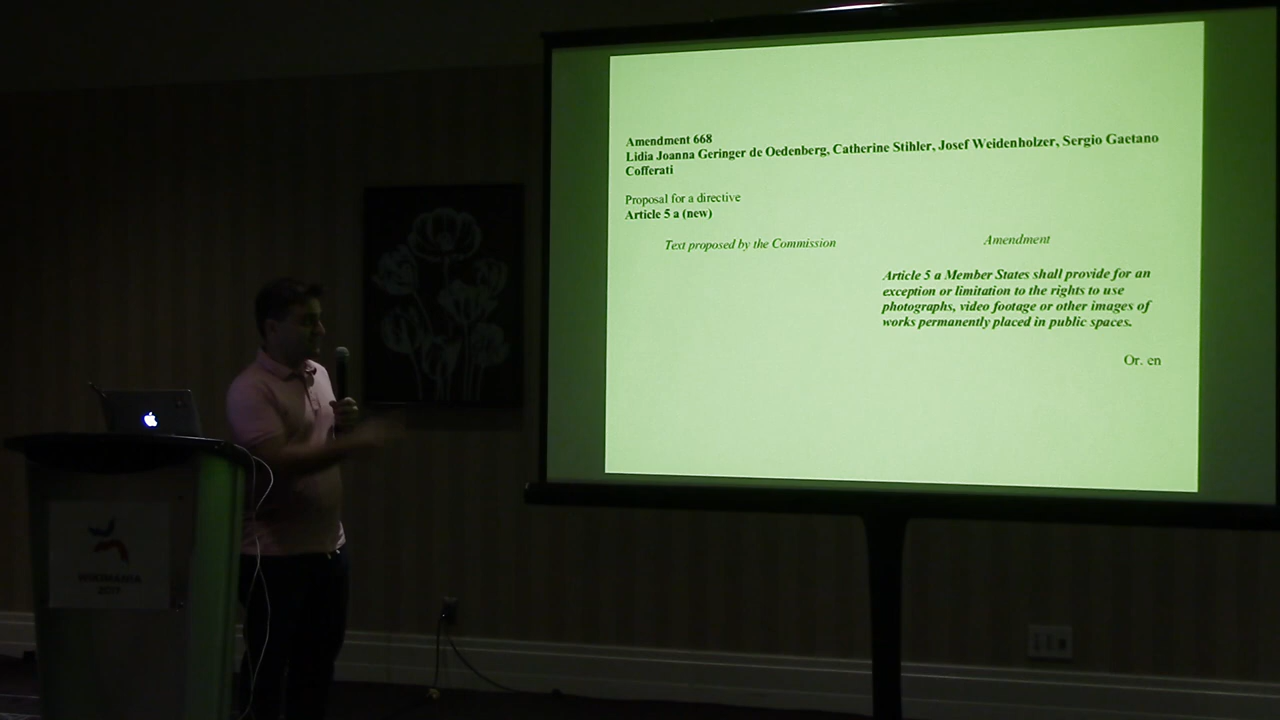 Amendment 668
Lidia Joanna Geringer de Oedenberg, Catherine Stihler, Josef Weidenholzer, Sergio Gaetano
Cofferati
Proposal for a directive
Article 5 a (new)
Text proposed by the Commission
Amendment
Article 5 a Member States shall provide for an
exception or limitation to the rights to use
photographs, video footage or other images of
works permanently placed in public spaces.
Or. en
WIKIMANIA
2017